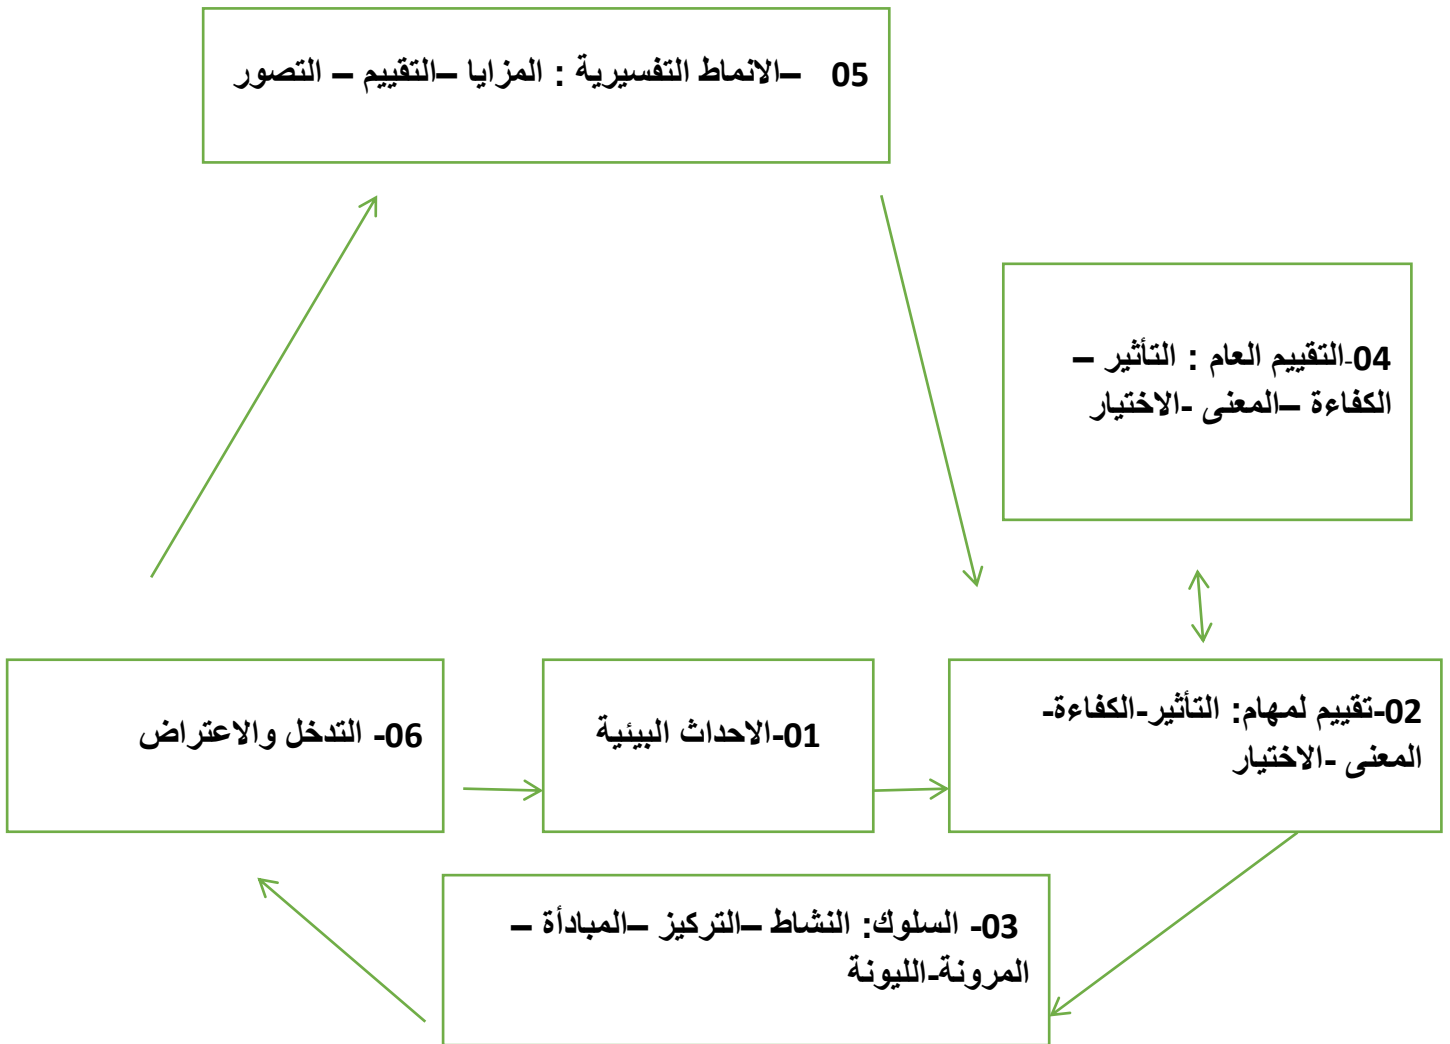 05 –الانماط التفسيرية : المزايا –التقييم – التصور
04-التقييم العام : التأثير –
الكفاءة –المعنى -الاختيار
02-تقييم لمهام: التأثير-الكفاءة-
المعنى -الاختيار
01-الاحداث البيئية
06- التدخل والاعتراض
03- السلوك: النشاط –التركيز –المبادأة –
المرونة-الليونة